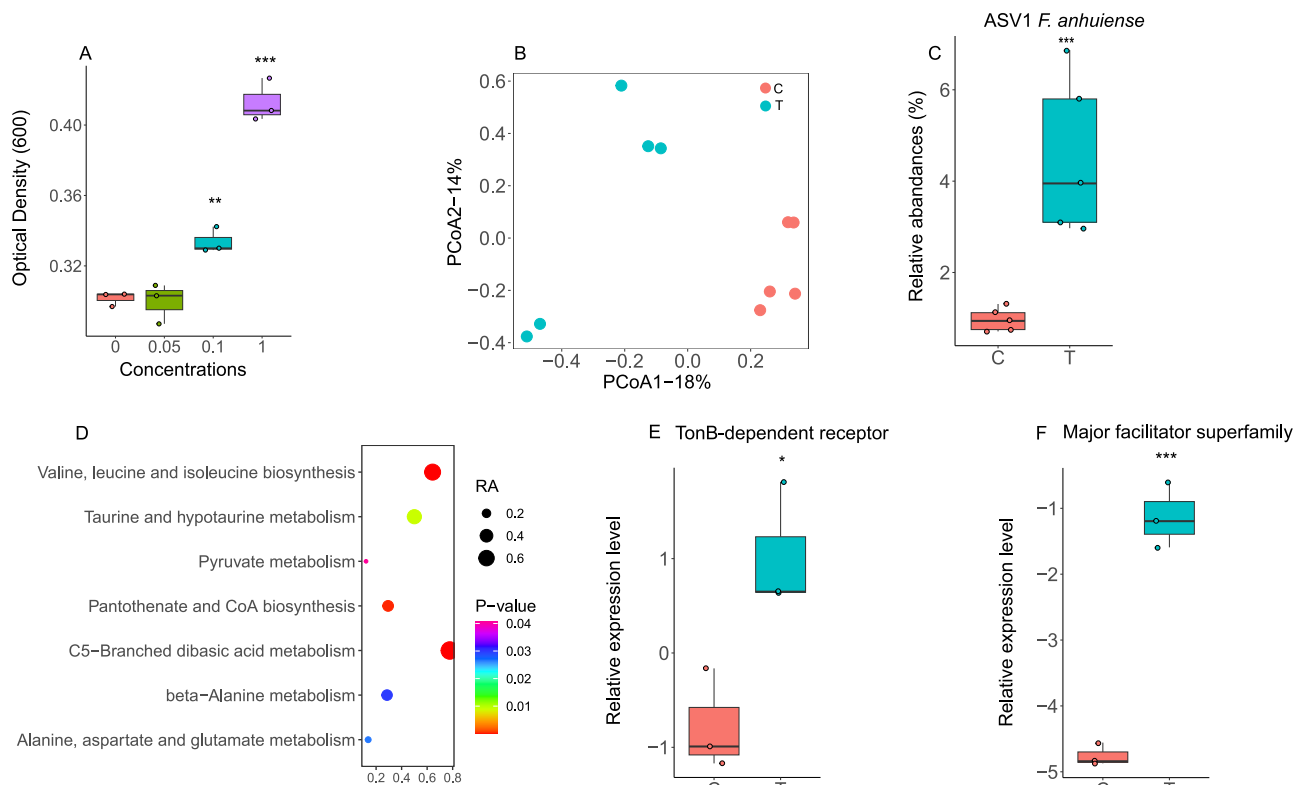 A
Optical Density (600)
0.40
0.36
0.32
***
**
0
0.05
0.1
1
Concentrations
B
PCoA2−14%
0.6
0.4
0.2
0.0
−0.2
−0.4
C
T
−0.4
−0.2
0.0
0.2
PCoA1−18%
ASV1 F. anhuiense
C
***
Relative abandances (%)
6
4
2
C
T
D
Valine, leucine and isoleucine biosynthesis
Taurine and hypotaurine metabolism
Pyruvate metabolism
Pantothenate and CoA biosynthesis
C5−Branched dibasic acid metabolism
beta−Alanine metabolism
Alanine, aspartate and glutamate metabolism
0.2 0.4 0.6 0.8
RA
0.2
0.4
0.6
P−value
0.04
0.03
0.02
0.01
E TonB-dependent receptor
*
Relative expression level
1
0
−1
T
F Major facilitator superfamily
***
Relative expression level
−1
−2
−3
−4
−5
T